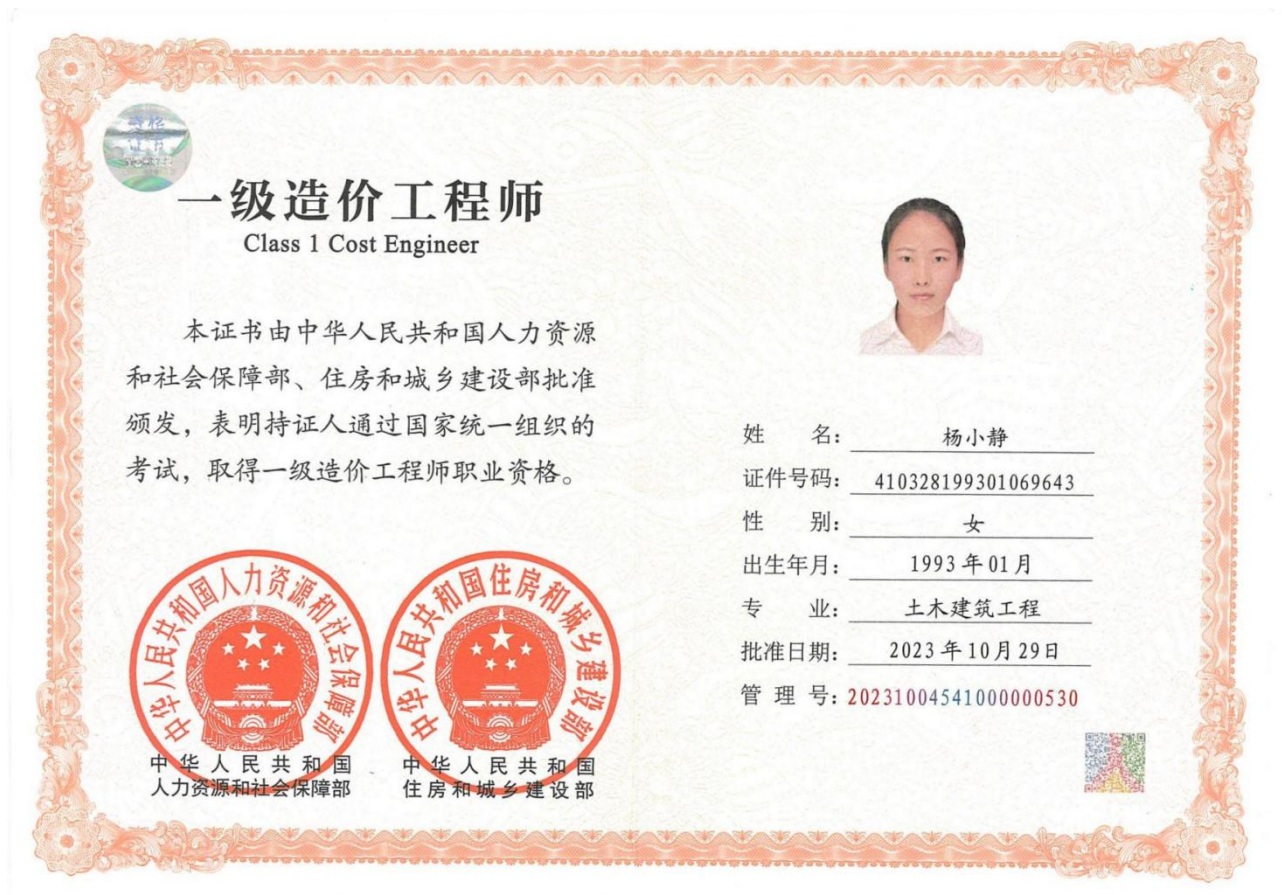 一级造价工程师
Class 1 Cost Engineer
本证书由中华人民共和国人力资源
和社会保障部、住房和城乡建设部批准
颁发，表明持证人通过国家统一组织的
考试，取得一级造价工程师职业资格。
中华人民共和国人力资源和社会保障部
中华人民共和国住房和城乡建设部
中华人民共和国
人力资源和社会保障部
中华人民共和国
住房和城乡建设部
姓　　名：杨小静
证件号码：410328199301069643
性　　别：女
出生年月：1993年01月
专　　业：土木建筑工程
批准日期：2023年10月29日
管 理 号：20231004541000000530